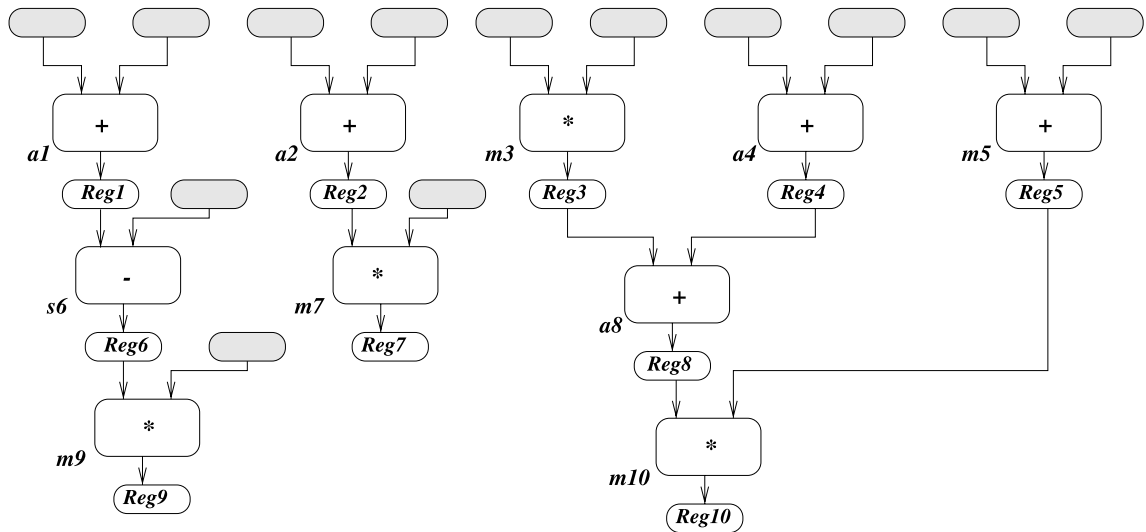 + + * + +
a1 a2 m3 a4 m5
Reg1 Reg2 Reg3 Reg4 Reg5
- * +
s6 m7 a8
Reg6 Reg7 Reg8
* *
m9 m10
Reg9 Reg10